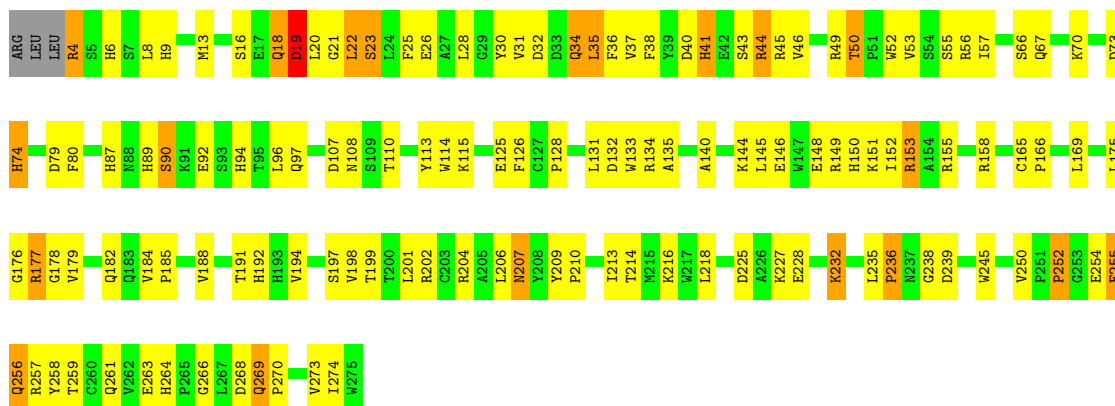 ARG LEU LEU R4 S5 H6 S7 L8 H9 M13 S16 E17 Q18 D19 L20 G21 L22 S23 L24 F25 E26 A27 L28 G29 Y30 V31 D32 D33 Q34 L35 F36 V37 F38 Y39 D40 H41 E42 S43 R44 R45 V46 R49 T50 P51 W52 V53 S54 S55 R56 I57 S66 Q67 K70
H74 D79 F80 H87 N88 H89 S90 K91 E92 S93 H94 T95 L96 Q97 D107 N108 S109 T110 Y113 W114 K115 E125 F126 C127 P128 L131 D132 W133 R134 A135 A140 K144 L145 E146 W147 E148 R149 H150 K151 I152 R153 A154 R155 R158 C165 P166 L169
G176 R177 G178 V179 Q182 Q183 V184 P185 V188 T191 H192 H193 V194 S197 V198 T199 T200 L201 R202 C203 R204 A205 L206 N207 Y208 Y209 P210 I213 T214 M215 K216 W217 L218 D225 A226 K227 E228 K232 L235 P236 N237 G238 D239 W245 V250 P251 P252 G253 E254
Q256 R257 Y258 T259 C260 Q261 V262 E263 H264 P265 G266 L267 D268 Q269 P270 V273 I274 W275